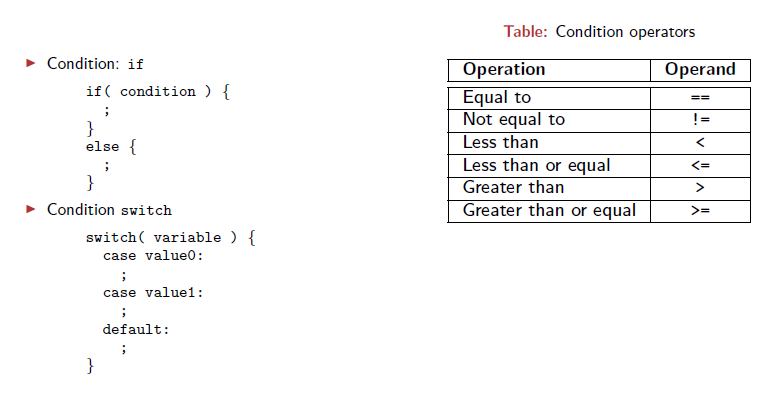 Condition: if
if( condition ) {
;
}
else {
;
}
Condition switch
switch( variable ) {
case value0:
;
case value1:
;
default:
;
}
Table: Condition operators
Operation Operand
Equal to ==
Not equal to !=
Less than <
Less than or equal <=
Greater than >
Greater than or equal >=